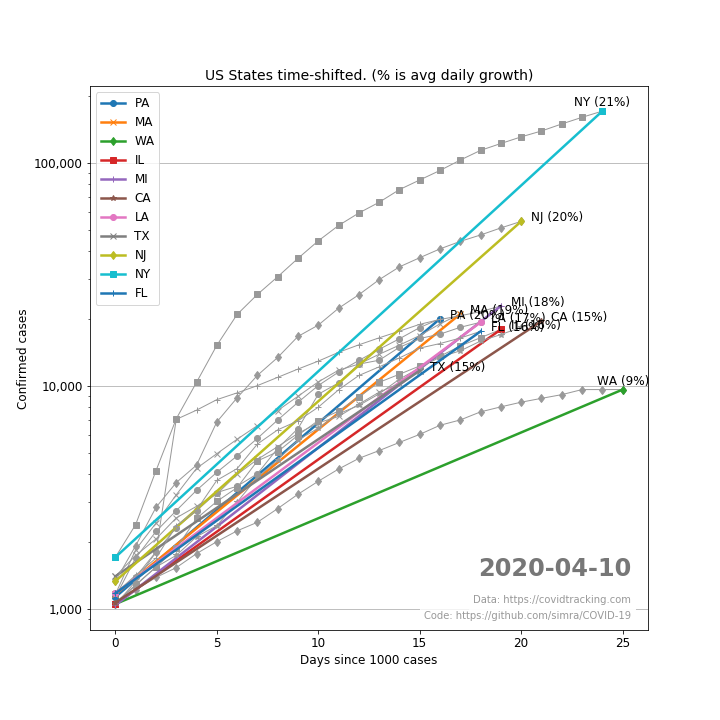 US States time-shifted. (% is avg daily growth)
PA
MA
WA
IL
MI
CA
LA
TX
NJ
NY
FL
NY (21%)
NJ (20%)
MI (18%)
MA (19%)
PA (20%)
LA (17%)
CA (15%)
FL (16%)
TX (15%)
WA (9%)
100,000
10,000
1,000
Confirmed cases
2020-04-10
Data: https://covidtracking.com
Code: https://github.com/simra/COVID-19
0
5
10
15
20
25
Days since 1000 cases